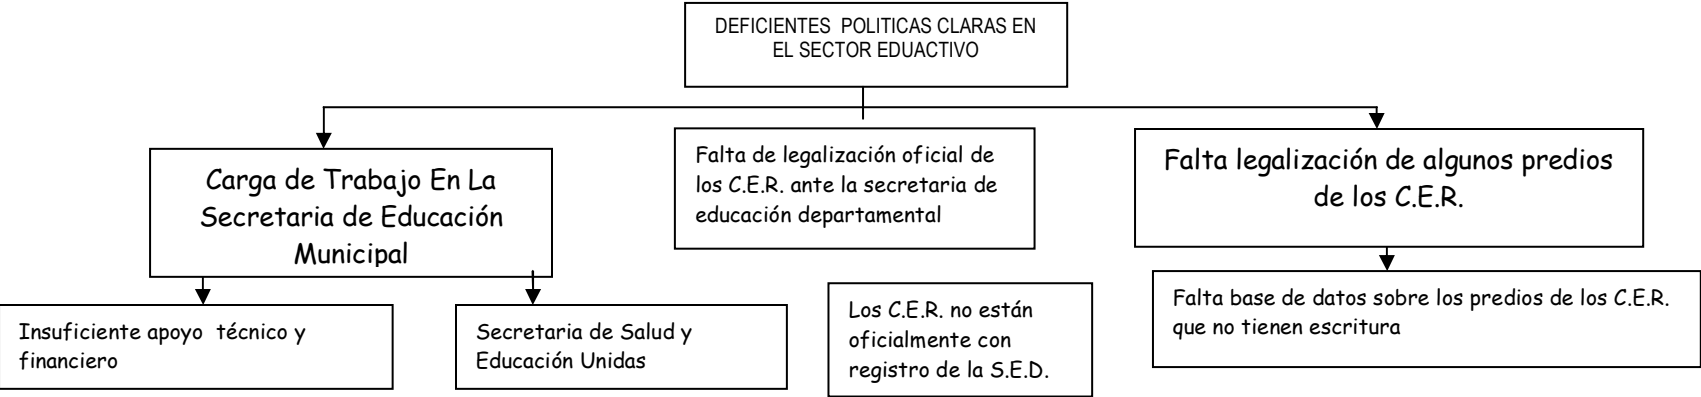 DEFICIENTES  POLITICAS CLARAS EN
EL SECTOR EDUACTIVO
Carga de Trabajo En La
Secretaria de Educación
Municipal
Falta de legalización oficial de
los C.E.R. ante la secretaria de
educación departamental
Falta legalización de algunos predios
de los C.E.R.
Insuficiente apoyo  técnico y
financiero
Secretaria de Salud y
Educación Unidas
Los C.E.R. no están
oficialmente con
registro de la S.E.D.
Falta base de datos sobre los predios de los C.E.R.
que no tienen escritura